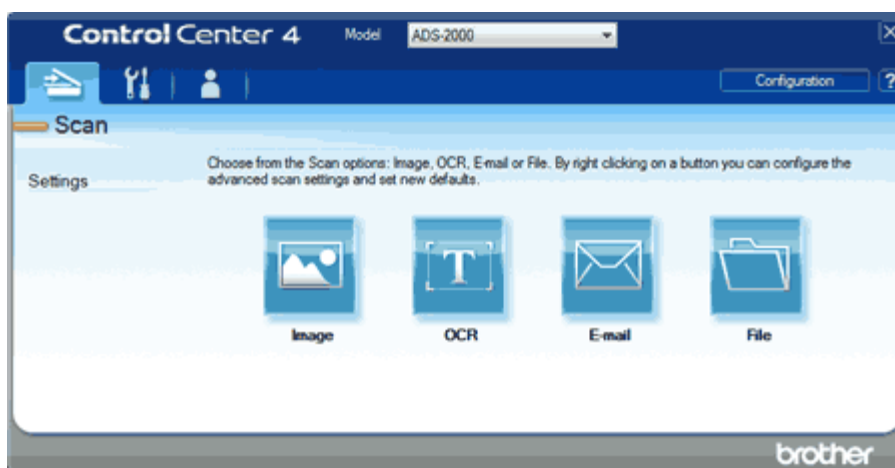 Control Center 4 Model ADS-2000
Configuration ?
Scan
Choose from the Scan options: Image, OCR, E-mail or File. By right clicking on a button you can configure the
Settings advanced scan settings and set new defaults.
T
Image OCR E-mail File
brother